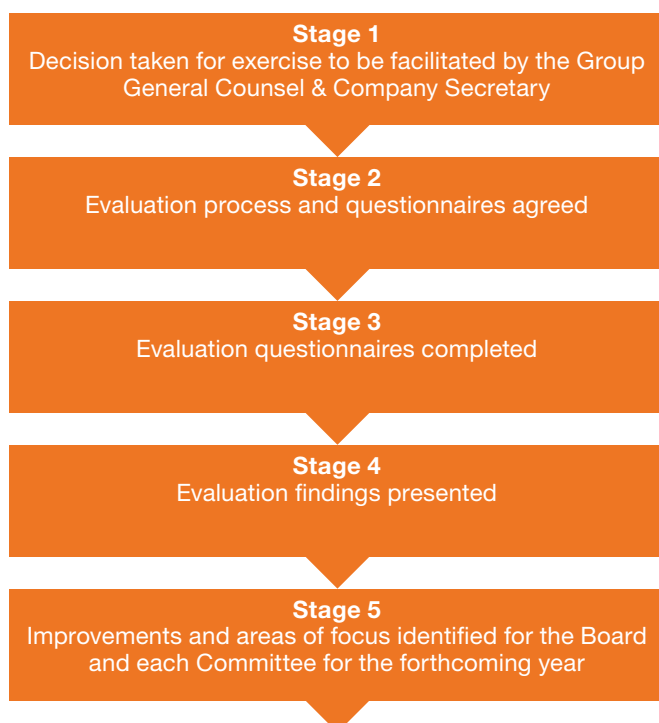 Stage 1
Decision taken for exercise to be facilitated by the Group
General Counsel & Company Secretary
Stage 2
Evaluation process and questionnaires agreed
Stage 3
Evaluation questionnaires completed
Stage 4
Evaluation findings presented
Stage 5
Improvements and areas of focus identified for the Board
and each Committee for the forthcoming year